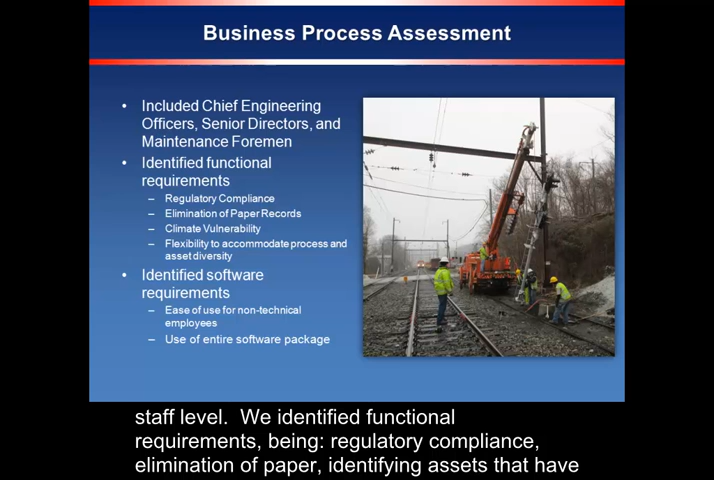 Business Process Assessment
• Included Chief Engineering
Officers, Senior Directors, and
Maintenance Foremen
• Identified functional
requirements
– Regulatory Compliance
– Elimination of Paper Records
– Climate Vulnerability
– Flexibility to accommodate process and
asset diversity
• Identified software
requirements
– Ease of use for non-technical
employees
– Use of entire software package
staff level.  We identified functional
requirements, being: regulatory compliance,
elimination of paper, identifying assets that have